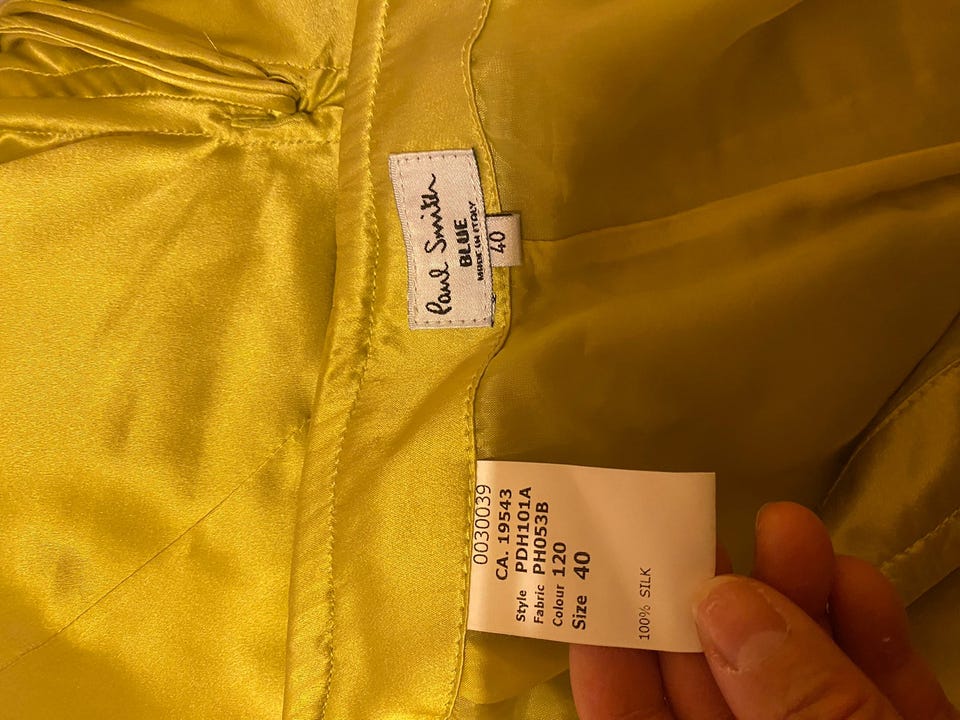 Paul Smith
BLUE
MADE IN ITALY
40
0030039
CA. 19543
Style PDH101A
Fabric PH053B
Colour 120
Size 40
100% SILK